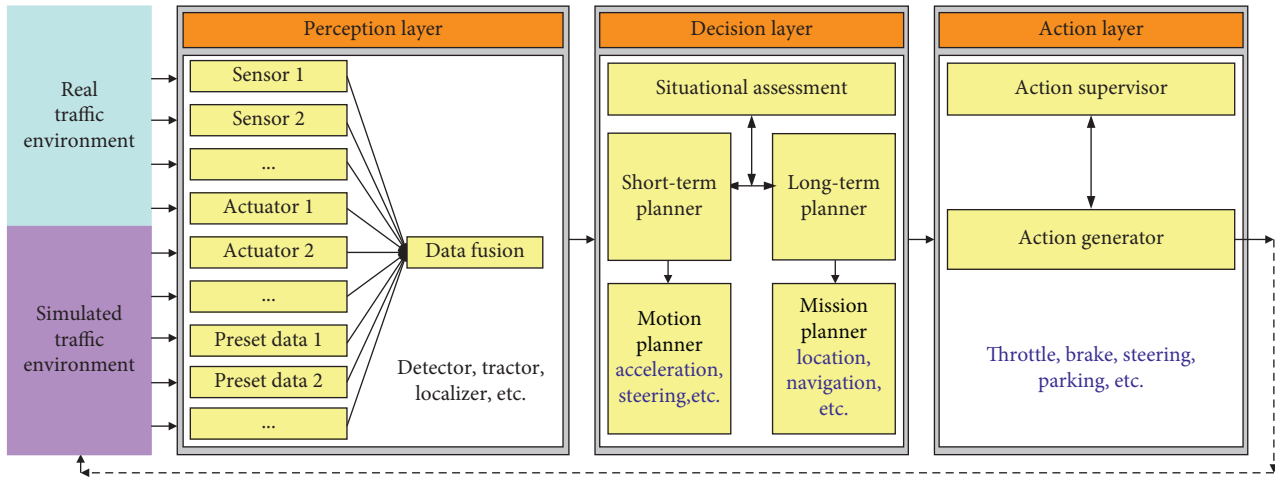 Real
traffic
environment
Simulated
traffic
environment
Perception layer
Sensor 1
Sensor 2
...
Actuator 1
Actuator 2
...
Preset data 1
Preset data 2
...
Data fusion
Detector, tractor,
localizer, etc.
Decision layer
Situational assessment
Short-term
planner
Long-term
planner
Motion
planner
acceleration,
steering,etc.
Mission
planner
location,
navigation,
etc.
Action layer
Action supervisor
Action generator
Throttle, brake, steering,
parking, etc.